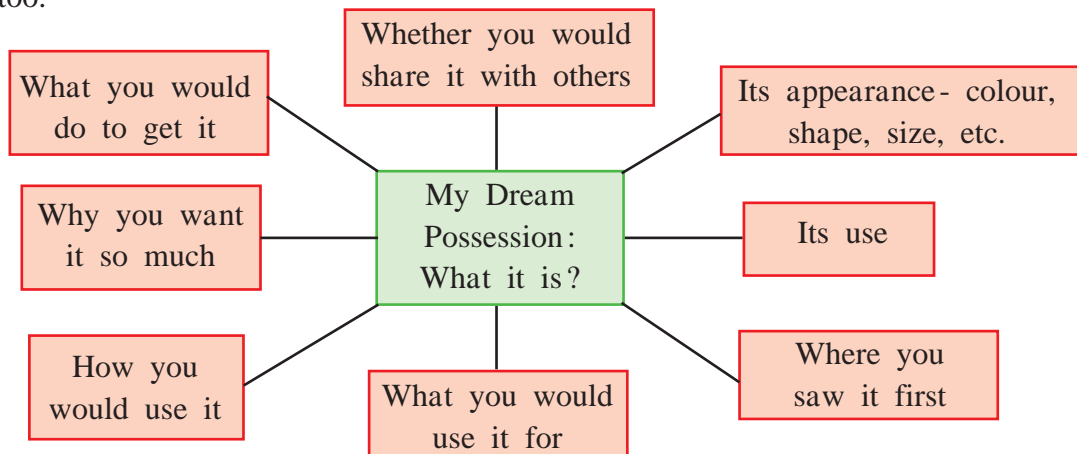 too.
Whether you would
share it with others
What you would
do to get it
Its appearance - colour,
shape, size, etc.
My Dream
Possession:
What it is?
Why you want
it so much
Its use
How you
would use it
What you would
use it for
Where you
saw it first